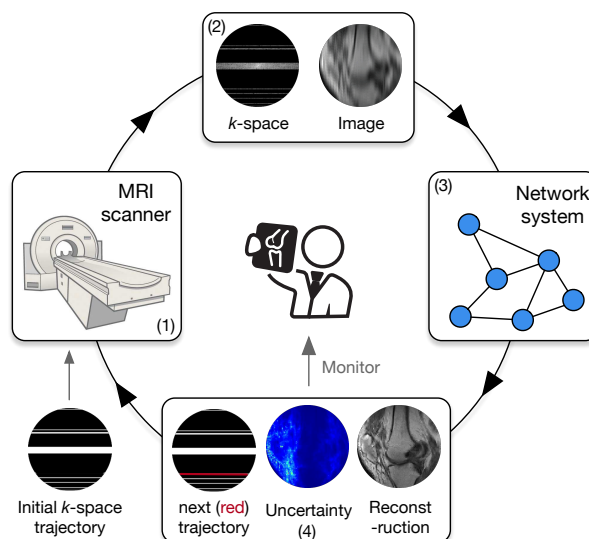 (2)
k-space
Image
MRI
scanner
(1)
(3)
Network
system
Monitor
Initial k-space
trajectory
next (red)
trajectory
Uncertainty
(4)
Reconst
-ruction